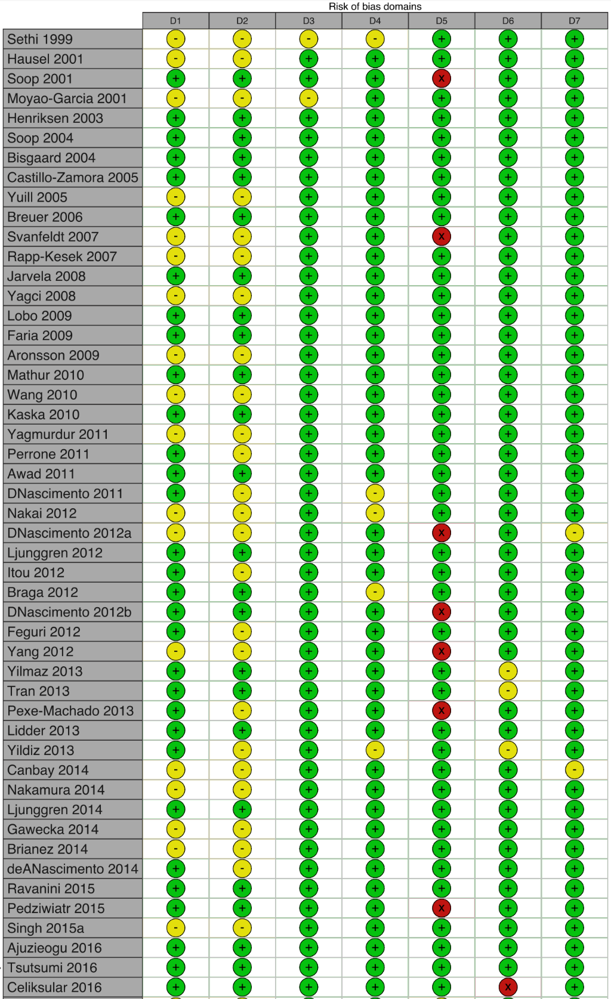 Risk of bias domains
D1 D2 D3 D4 D5 D6 D7
Sethi 1999 - - - - + + +
Hausel 2001 - - + + + + +
Soop 2001 + + + + X + +
Moyao-Garcia 2001 - - - + + + +
Henriksen 2003 + + + + + + +
Soop 2004 + + + + + + +
Bisgaard 2004 + + + + + + +
Castillo-Zamora 2005 + + + + + + +
Yuill 2005 - - + + + + +
Breuer 2006 + + + + + + +
Svanfeldt 2007 - - + + X + +
Rapp-Kesek 2007 - - + + + + +
Jarvela 2008 + + + + + + +
Yagci 2008 - - + + + + +
Lobo 2009 + + + + + + +
Faria 2009 + + + + + + +
Aronsson 2009 - - + + + + +
Mathur 2010 + + + + + + +
Wang 2010 - - + + + + +
Kaska 2010 + + + + + + +
Yagmurdur 2011 - - + + + + +
Perrone 2011 + - + + + + +
Awad 2011 + + + + + + +
DNascimento 2011 + - + - + + +
Nakai 2012 - - + - + + +
DNascimento 2012a - - + + X + -
Ljunggren 2012 + + + + + + +
Itou 2012 + - + + + + +
Braga 2012 + + + - + + +
DNascimento 2012b + + + + X + +
Feguri 2012 + - + + + + +
Yang 2012 - - + + X + +
Yilmaz 2013 + + + + + - +
Tran 2013 + + + + + - +
Pexe-Machado 2013 + - + + X + +
Lidder 2013 + + + + + + +
Yildiz 2013 + - + - + - +
Canbay 2014 - - + + + + -
Nakamura 2014 - - + + + + +
Ljunggren 2014 + + + + + + +
Gawecka 2014 - - + + + + +
Brianez 2014 - - + + + + +
deANascimento 2014 + - + + + + +
Ravanini 2015 + + + + + + +
Pedziwiatr 2015 + + + + X + +
Singh 2015a - - + + + + +
Ajuzieogu 2016 + + + + + + +
Tsutsumi 2016 + + + + + + +
Celiksular 2016 + + + + + X +